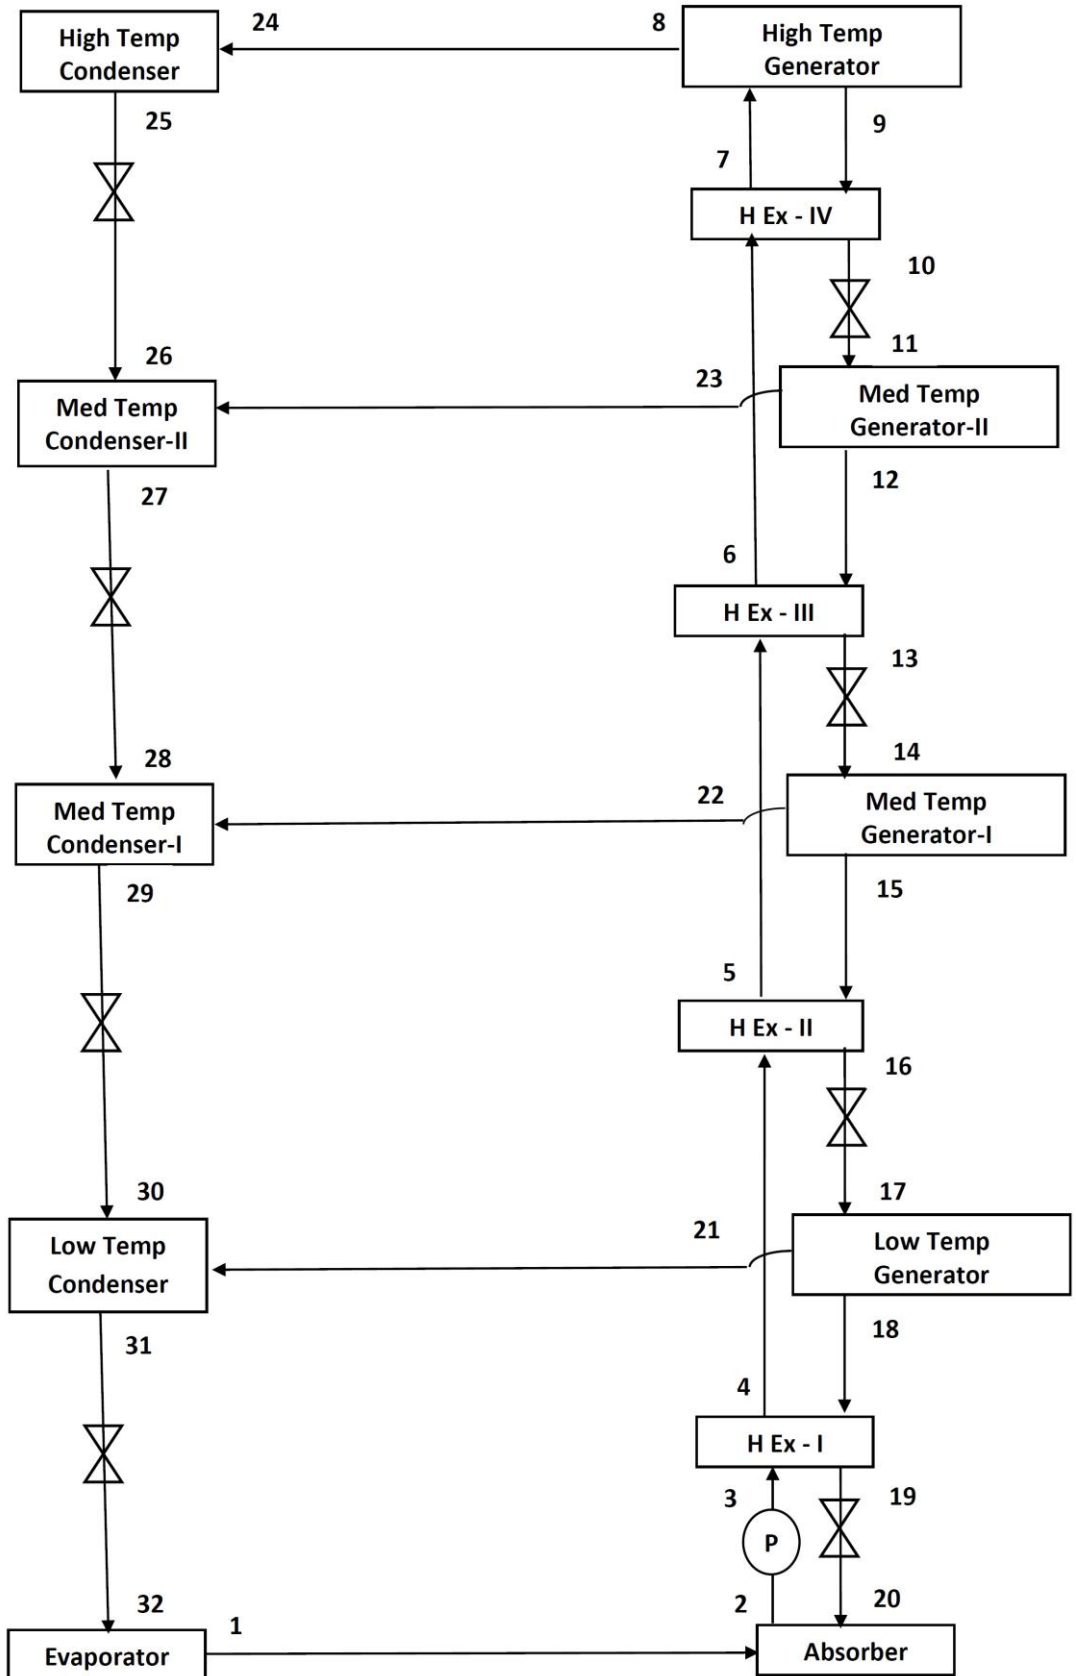 24
8
High Temp
Condenser
High Temp
Generator
25
9
7
H Ex - IV
10
26
11
23
Med Temp
Condenser-II
Med Temp
Generator-II
27
12
6
H Ex - III
13
28
14
22
Med Temp
Condenser-I
Med Temp
Generator-I
29
15
5
H Ex - II
16
30
17
21
Low Temp
Condenser
Low Temp
Generator
31
18
4
H Ex - I
3
19
P
32
2
20
1
Evaporator
Absorber